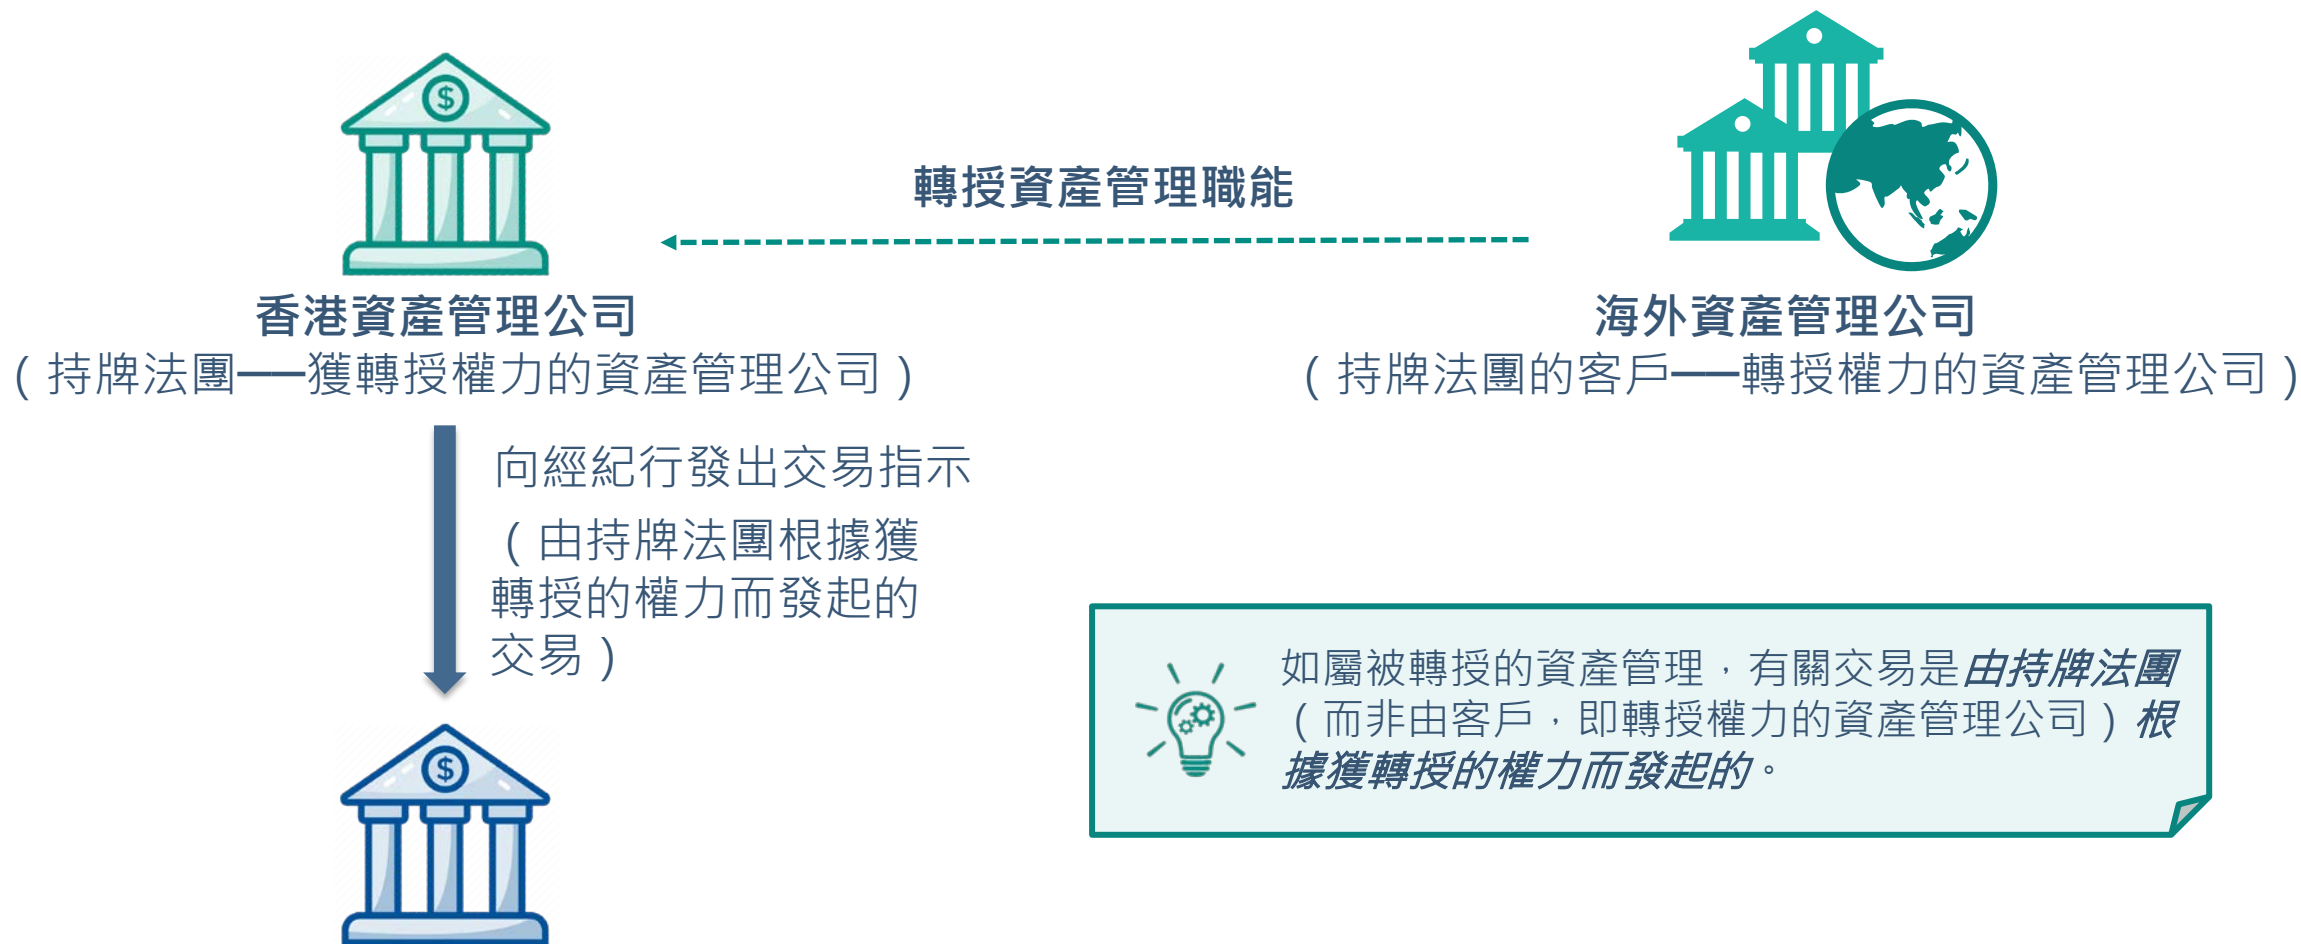 轉授資產管理職能
香港資產管理公司
（持牌法團——獲轉授權力的資產管理公司）
海外資產管理公司
（持牌法團的客戶——轉授權力的資產管理公司）
向經紀行發出交易指示
（由持牌法團根據獲
轉授的權力而發起的
交易）
如屬被轉授的資產管理，有關交易是由持牌法團
（而非由客戶，即轉授權力的資產管理公司）根
據獲轉授的權力而發起的。